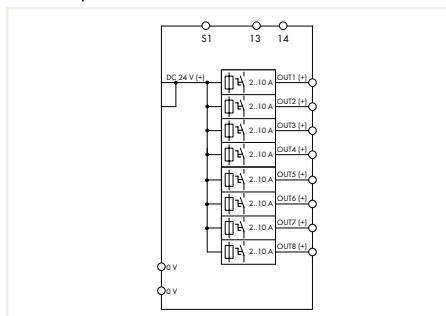 S1 13 14
DC 24 V (+) 2..10 A OUT1 (+)
2..10 A OUT2 (+)
2..10 A OUT3 (+)
2..10 A OUT4 (+)
2..10 A OUT5 (+)
2..10 A OUT6 (+)
2..10 A OUT7 (+)
2..10 A OUT8 (+)
0 V
0 V